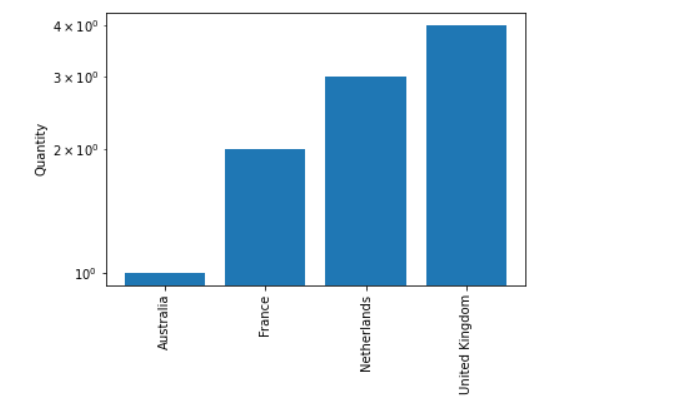 4 × 10⁰
3 × 10⁰
2 × 10⁰
10⁰
Quantity
Australia
France
Netherlands
United Kingdom